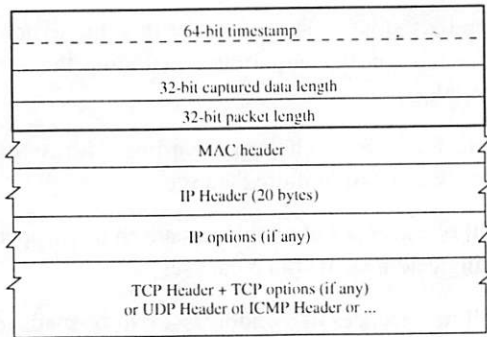 64-bit timestamp
32-bit captured data length
32-bit packet length
MAC header
IP Header (20 bytes)
IP options (if any)
TCP Header + TCP options (if any)
or UDP Header ot ICMP Header or ...